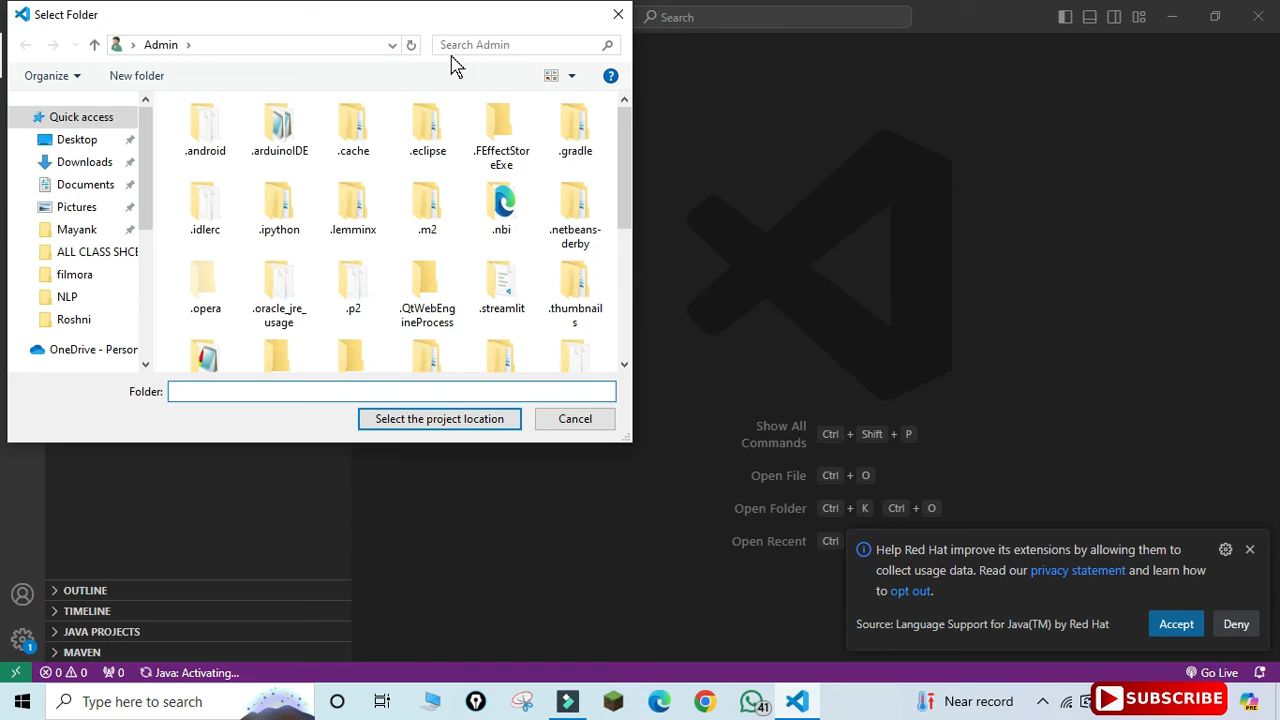 Select Folder
Search
Admin
Search Admin
Organize
New folder
?
Quick access
Desktop
Downloads
Documents
Pictures
Mayank
ALL CLASS SHCE
filmora
NLP
Roshni
OneDrive - Person
.android
.arduinoIDE
.cache
.eclipse
.FEffectStor
eExe
.gradle
.idlerc
.ipython
.lemminx
.m2
.nbi
.netbeans-
derby
.opera
.oracle_jre_
usage
.p2
.QtWebEng
ineProcess
.streamlit
.thumbnail
s
Folder:
Select the project location
Cancel
Show All
Commands
Ctrl + Shift + P
Open File
Ctrl + O
Open Folder
Ctrl + K Ctrl + O
Open Recent
Ctrl
Help Red Hat improve its extensions by allowing them to
collect usage data. Read our privacy statement and learn how
to opt out.
Source: Language Support for Java(TM) by Red Hat
Accept
Deny
OUTLINE
TIMELINE
JAVA PROJECTS
MAVEN
1
0 0 0 Java: Activating...
Go Live
Type here to search
41
Near record
SUBSCRIBE
PRE